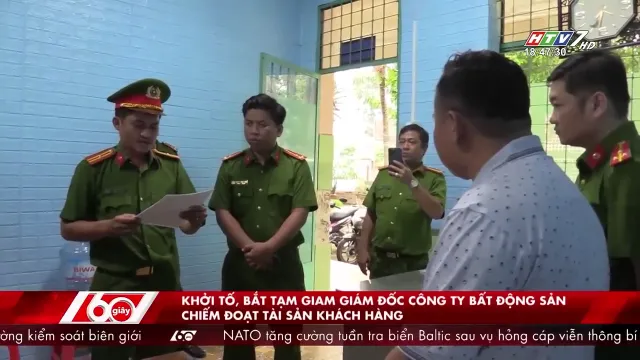 HTV7 HD
18:47:30
BIWA
60 giây
KHỞI TỐ, BẮT TẠM GIAM GIÁM ĐỐC CÔNG TY BẤT ĐỘNG SẢN
CHIẾM ĐOẠT TÀI SẢN KHÁCH HÀNG
ường kiểm soát biên giới NATO tăng cường tuần tra biển Baltic sau vụ hỏng cáp viễn thông bí